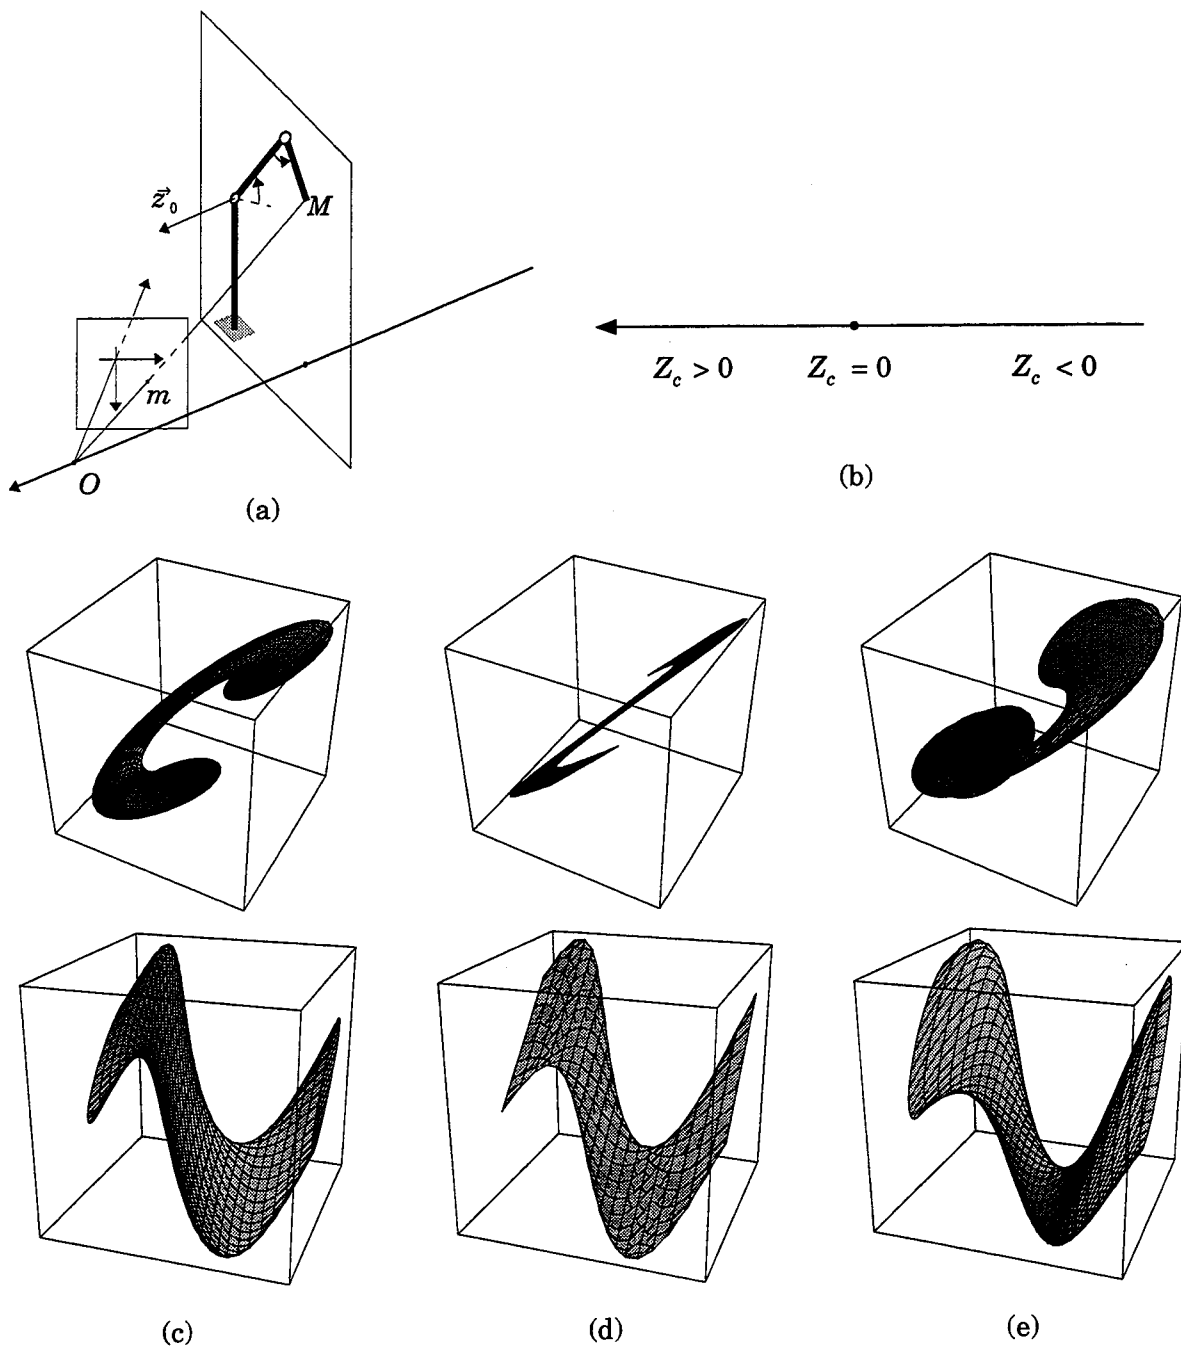 z⃗₀
M
m
O
(a)
Z_c > 0
Z_c = 0
Z_c < 0
(b)
(c)
(d)
(e)